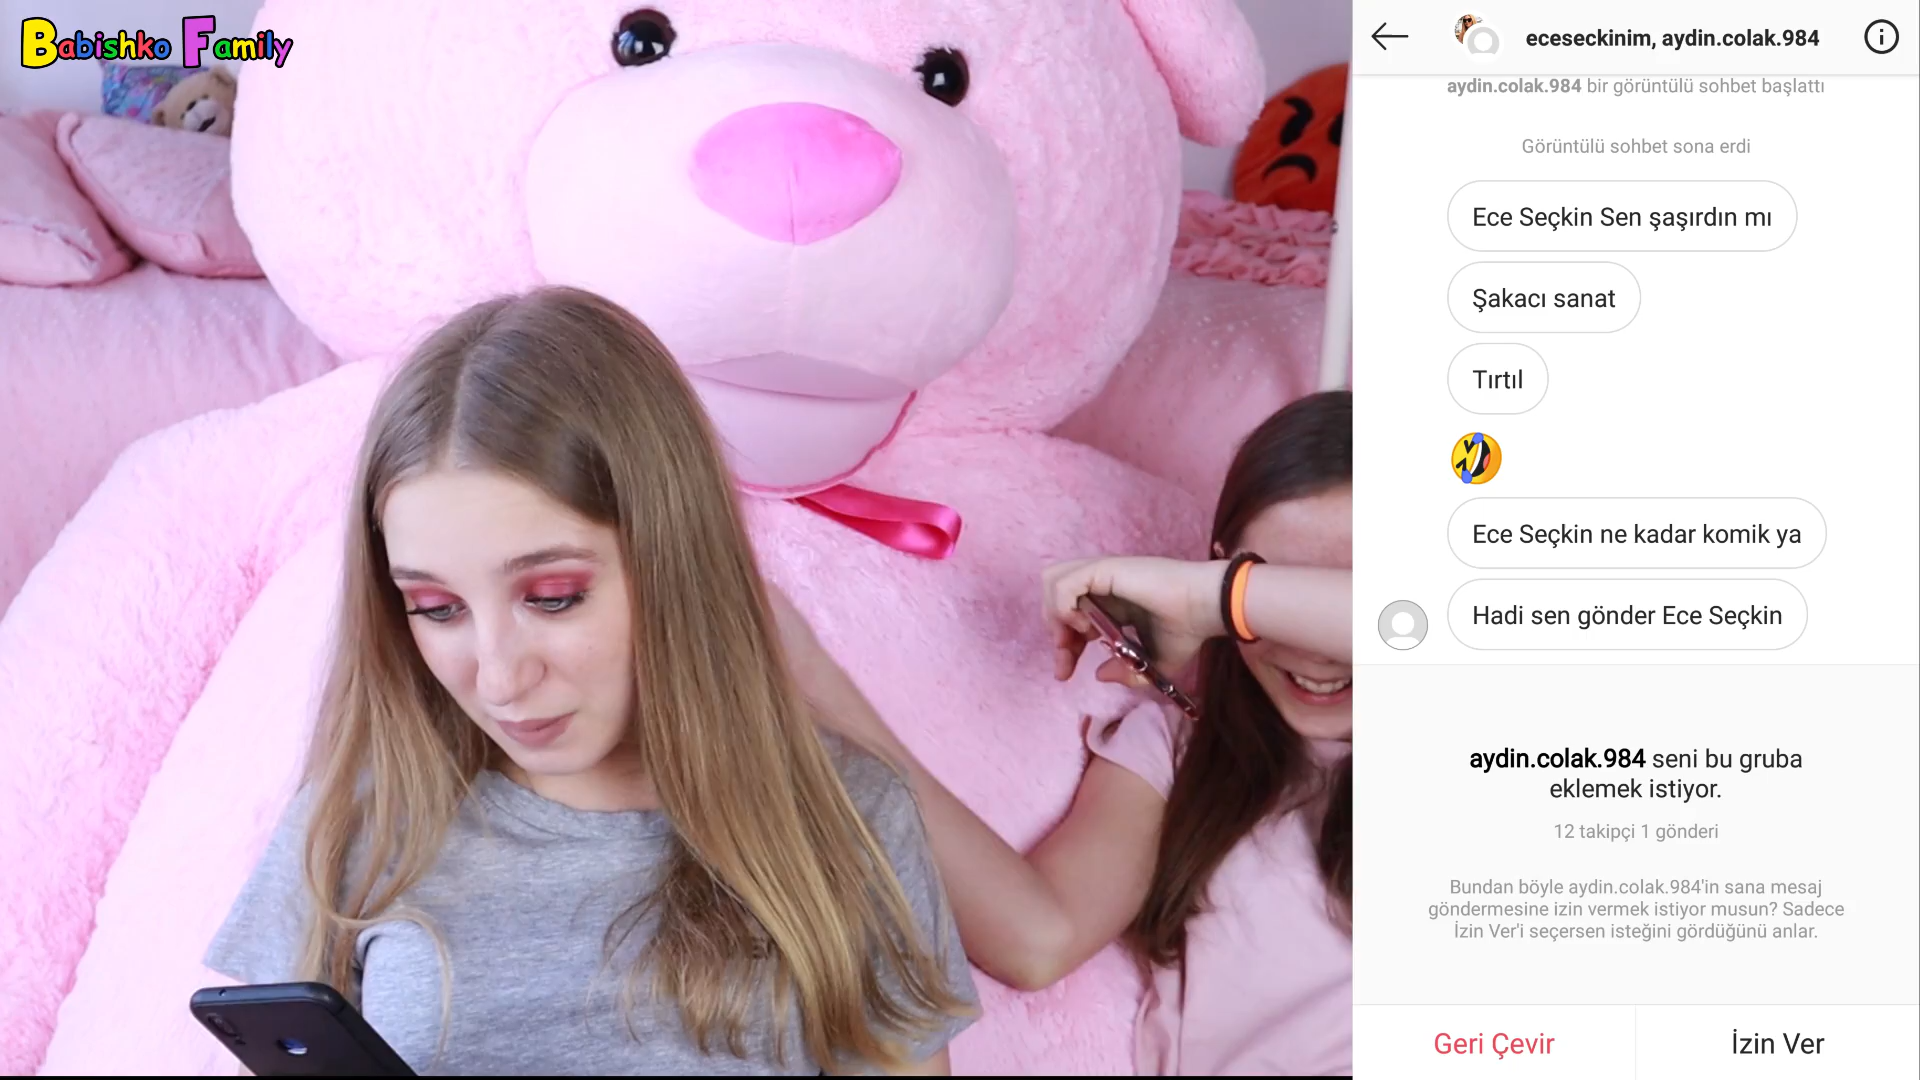 Babishko Family
eceseckinim, aydin.colak.984
aydin.colak.984 bir görüntülü sohbet başlattı
Görüntülü sohbet sona erdi
Ece Seçkin Sen şaşırdın mı
Şakacı sanat
Tırtıl
Ece Seçkin ne kadar komik ya
Hadi sen gönder Ece Seçkin
aydin.colak.984 seni bu gruba
eklemek istiyor.
12 takipçi 1 gönderi
Bundan böyle aydin.colak.984'in sana mesaj
göndermesine izin vermek istiyor musun? Sadece
İzin Ver'i seçersen isteğini gördüğünü anlar.
Geri Çevir
İzin Ver